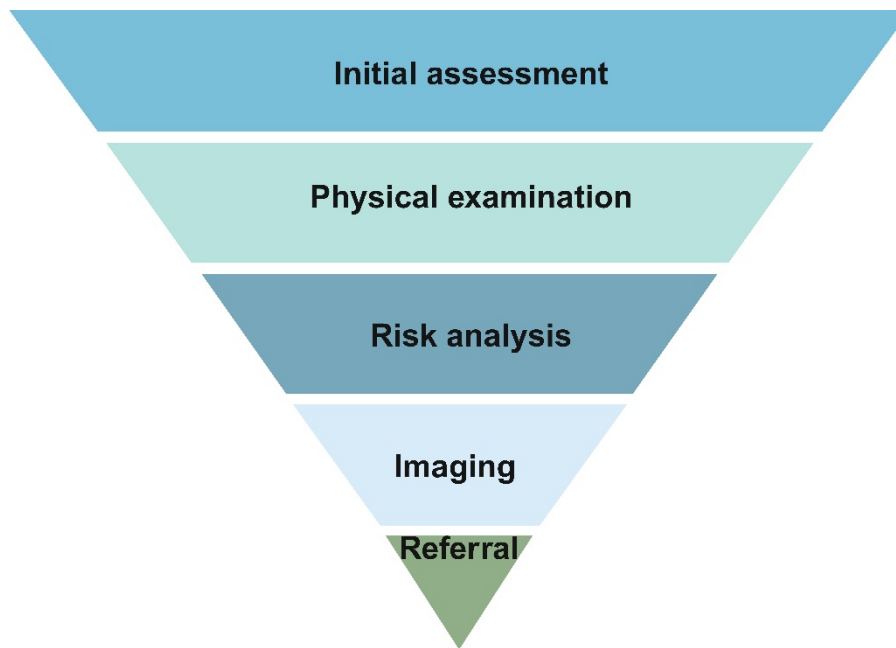 Initial assessment
Physical examination
Risk analysis
Imaging
Referral